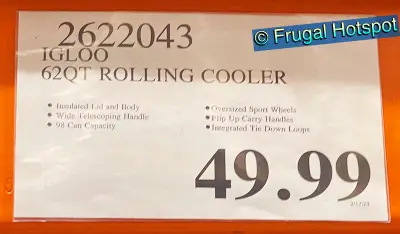 © Frugal Hotspot
2622043
IGLOO
62QT ROLLING COOLER
• Insulated Lid and Body
• Wide Telescoping Handle
• 98 Can Capacity
• Oversized Sport Wheels
• Flip Up Carry Handles
• Integrated Tie Down Loops
49.99